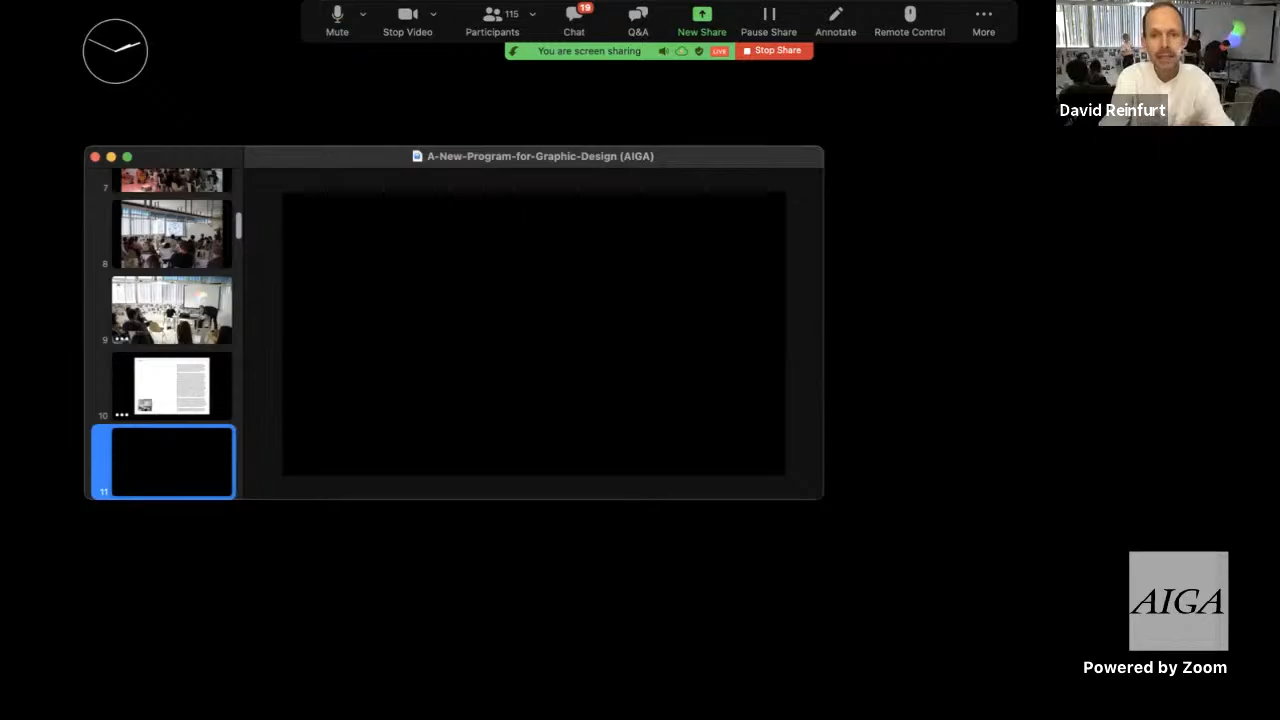 115
19
Mute
Stop Video
Participants
Chat
Q&A
New Share
Pause Share
Annotate
Remote Control
More
You are screen sharing
LIVE
Stop Share
David Reinfurt
A-New-Program-for-Graphic-Design (AIGA)
7
8
9
10
11
AIGA
Powered by Zoom